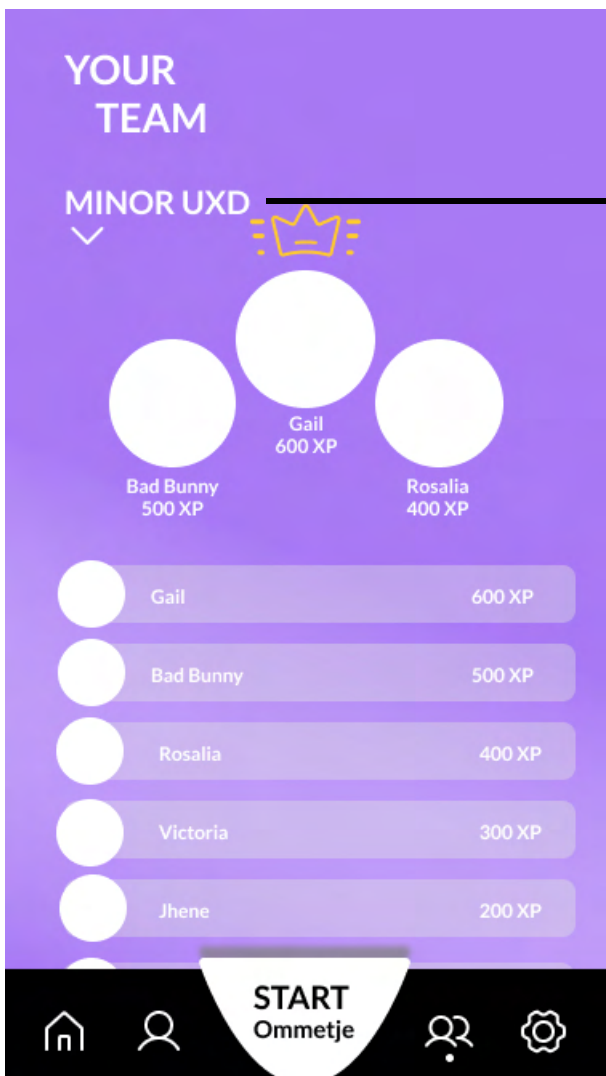 YOUR
TEAM
MINOR UXD
Gail
600 XP
Bad Bunny
500 XP
Rosalia
400 XP
Gail 600 XP
Bad Bunny 500 XP
Rosalia 400 XP
Victoria 300 XP
Jhene 200 XP
START
Ommetje